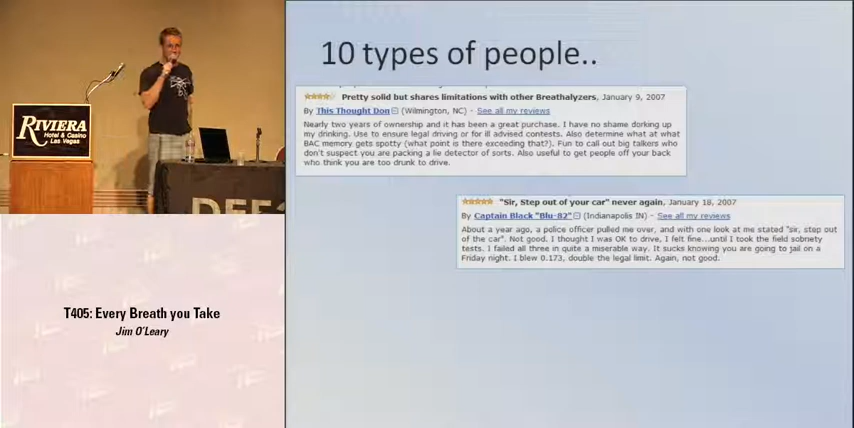 10 types of people..
Pretty solid but shares limitations with other Breathalyzers, January 9, 2007
By This Thought Don (Wilmington, NC) - See all my reviews
Nearly two years of ownership and it has been a great purchase. I have no shame dorking up
my drinking. Use to ensure legal driving or for ill advised contests. Also determine what at what
BAC memory gets spotty (what point is there exceeding that?). Fun to call out big talkers who
don't suspect you are packing a lie detector of sorts. Also useful to get people off your back
who think you are too drunk to drive.
"Sir, Step out of your car" never again, January 18, 2007
By Captain Black "Blu-82" (Indianapolis IN) - See all my reviews
About a year ago, a police officer pulled me over, and with one look at me stated "sir, step out
of the car". Not good. I thought I was OK to drive, I felt fine...until I took the field sobriety
tests. I failed all three in quite a miserable way. It sucks knowing you are going to jail on a
Friday night. I blew 0.173, double the legal limit. Again, not good.
RIVIERA
Hotel & Casino
Las Vegas
T405: Every Breath you Take
Jim O'Leary